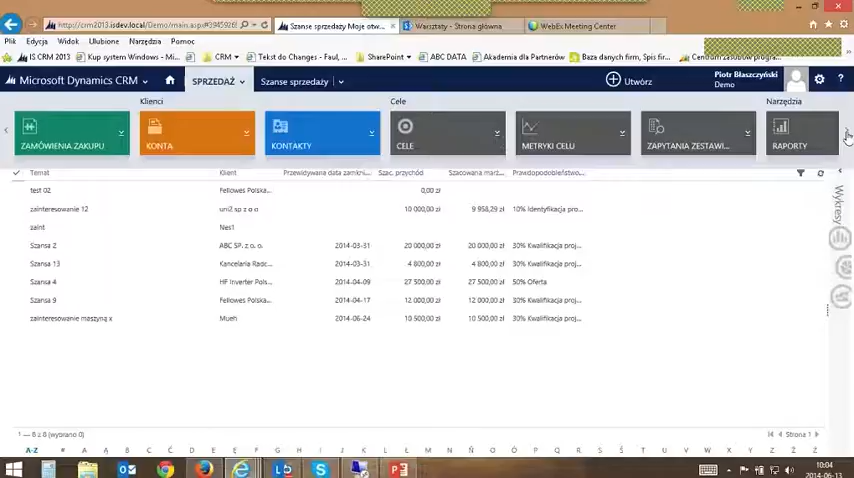 http://crm2013.isdev.local/Demo/main.aspx#3945926
Szanse sprzedaży Moje otw...
Warsztaty - Strona główna
WebEx Meeting Center
Plik Edycja Widok Ulubione Narzędzia Pomoc
IS CRM 2013 Kup system Windows - Mi... CRM Tekst do Changes - Faul, ... SharePoint ABC DATA Akademia dla Partnerów Baza danych firm, Spis fir... Centrum zasobów progra...
Microsoft Dynamics CRM SPRZEDAŻ Szanse sprzedaży Utwórz Piotr Błaszczyński
Demo
Klienci Cele Narzędzia
ZAMÓWIENIA ZAKUPU KONTA KONTAKTY CELE METRYKI CELU ZAPYTANIA ZESTAWI... RAPORTY
Temat Klient Przewidywana data zamkni... Szac. przychód Szacowana marż... Prawdopodobieństwo...
test 02 Fellowes Polska... 0,00 zł
zainteresowanie 12 uni2 sp z o o 10 000,00 zł 9 958,29 zł 10% Identyfikacja pro...
zaint Nes1
Szansa 2 ABC SP. z. o. o. 2014-03-31 20 000,00 zł 20 000,00 zł 30% Kwalifikacja proj...
Szansa 13 Kancelaria Radc... 2014-03-31 4 800,00 zł 4 800,00 zł 30% Kwalifikacja proj...
Szansa 4 HF Inverter Pols... 2014-04-09 27 500,00 zł 27 500,00 zł 50% Oferta
Szansa 9 Fellowes Polska... 2014-04-17 12 000,00 zł 12 000,00 zł 30% Kwalifikacja proj...
zainteresowanie maszyną x Mueh 2014-06-24 10 500,00 zł 10 500,00 zł 30% Kwalifikacja proj...
Wykresy
1 — 8 z 8 (wybrano 0) Strona 1
A-Z # A Ą B C Ć D E Ę F G H I J K L Ł M N Ń O Ó P Q R S Ś T U V W X Y Z
10:04
2014-06-13